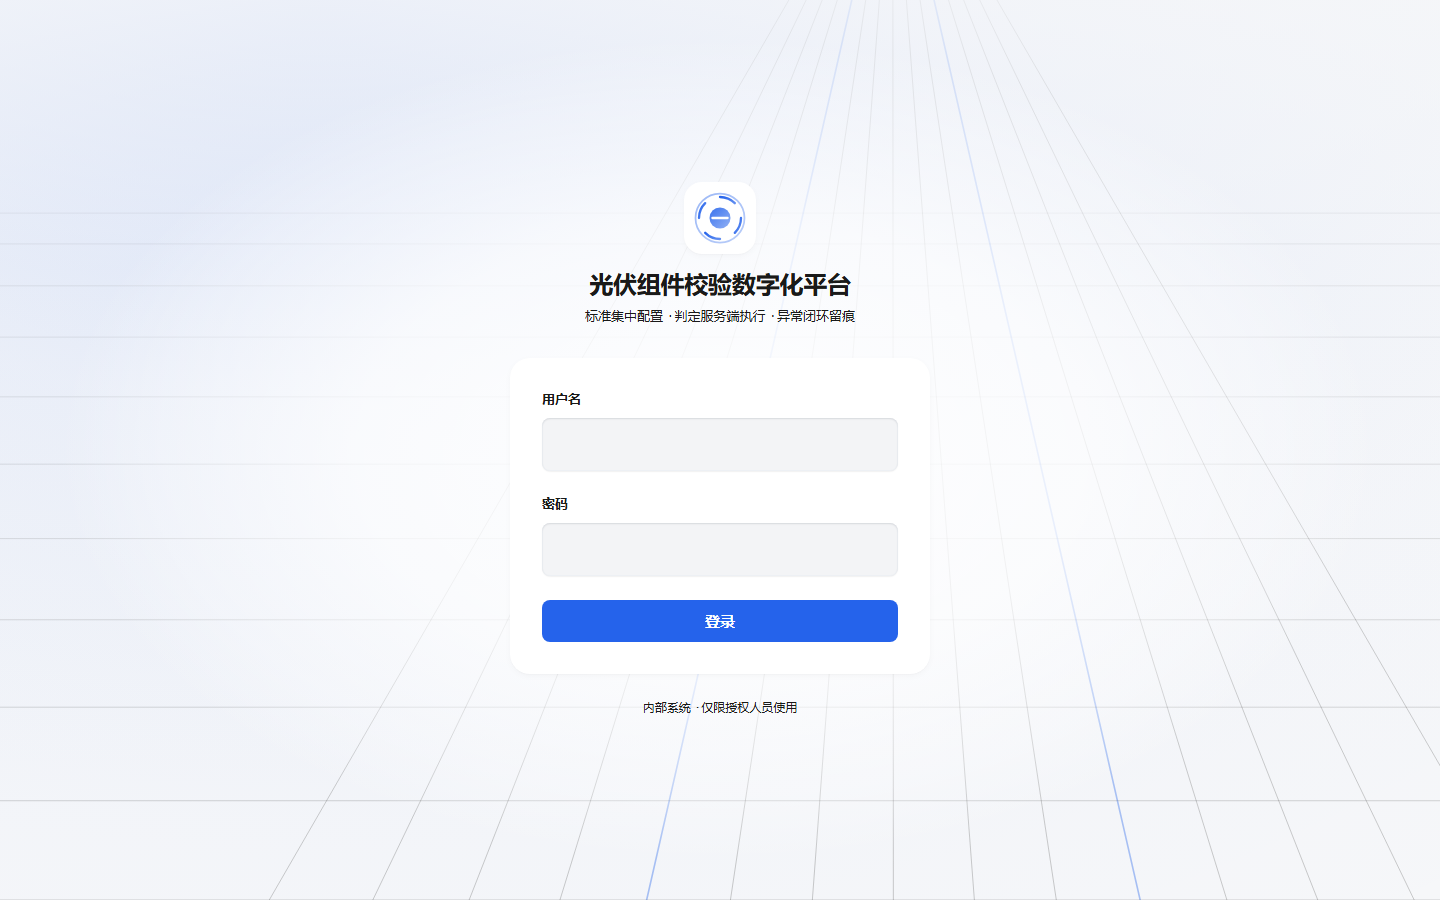 光伏组件校验数字化平台
标准集中配置 · 判定服务端执行 · 异常闭环留痕
用户名
密码
登录
内部系统 · 仅限授权人员使用